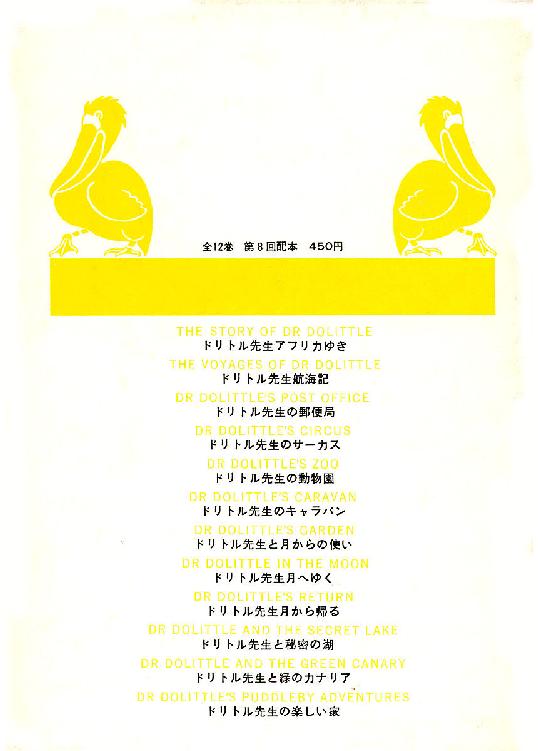 全12巻 第8回配本 450円
THE STORY OF DR DOLITTLE
ドリトル先生アフリカゆき
THE VOYAGES OF DR DOLITTLE
ドリトル先生航海記
DR DOLITTLE'S POST OFFICE
ドリトル先生の郵便局
DR DOLITTLE'S CIRCUS
ドリトル先生のサーカス
DR DOLITTLE'S ZOO
ドリトル先生の動物園
DR DOLITTLE'S CARAVAN
ドリトル先生のキャラバン
DR DOLITTLE'S GARDEN
ドリトル先生と月からの使い
DR DOLITTLE IN THE MOON
ドリトル先生月へゆく
DR DOLITTLE'S RETURN
ドリトル先生月から帰る
DR DOLITTLE AND THE SECRET LAKE
ドリトル先生と秘密の湖
DR DOLITTLE AND THE GREEN CANARY
ドリトル先生と緑のカナリア
DR DOLITTLE'S PUDDLEBY ADVENTURES
ドリトル先生の楽しい家